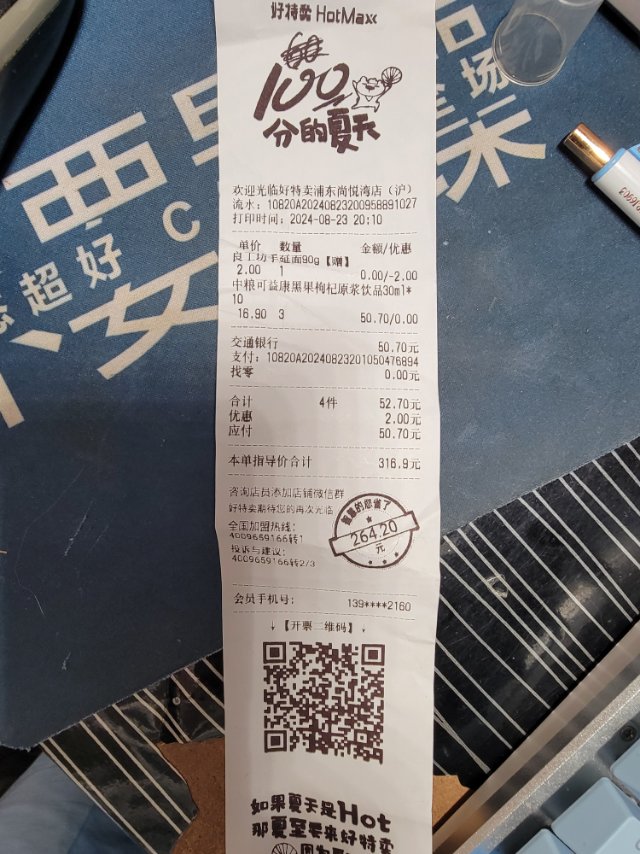 好特卖 HotMaxx
100
分的夏天
欢迎光临好特卖浦东尚悦湾店（沪）
流水：10820A20240823200958891027
打印时间：2024-08-23 20:10
单价 数量 金额/优惠
良工坊手延面90g【赠】
2.00 1 0.00/-2.00
中粮可益康黑果枸杞原浆饮品30ml*
10
16.90 3 50.70/0.00
交通银行 50.70元
支付：10820A20240823201050476894
找零 0.00元
合计 4件 52.70元
优惠 2.00元
应付 50.70元
本单指导价合计 316.9元
咨询店员添加店铺微信群
好特卖期待您的再次光临
全国加盟热线：
4009659166转1
投诉与建议：
4009659166转2/3
为您省了
264.20
元
会员手机号： 139****2160
↓【开票二维码】↓
如果夏天是Hot
那夏至要来好特卖
超好
C
西
场